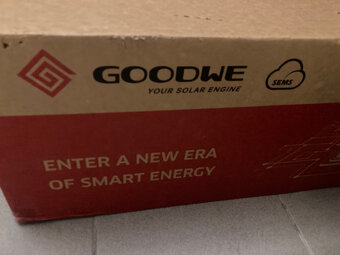 GOODWE
YOUR SOLAR ENGINE
SEMS
ENTER A NEW ERA
OF SMART ENERGY